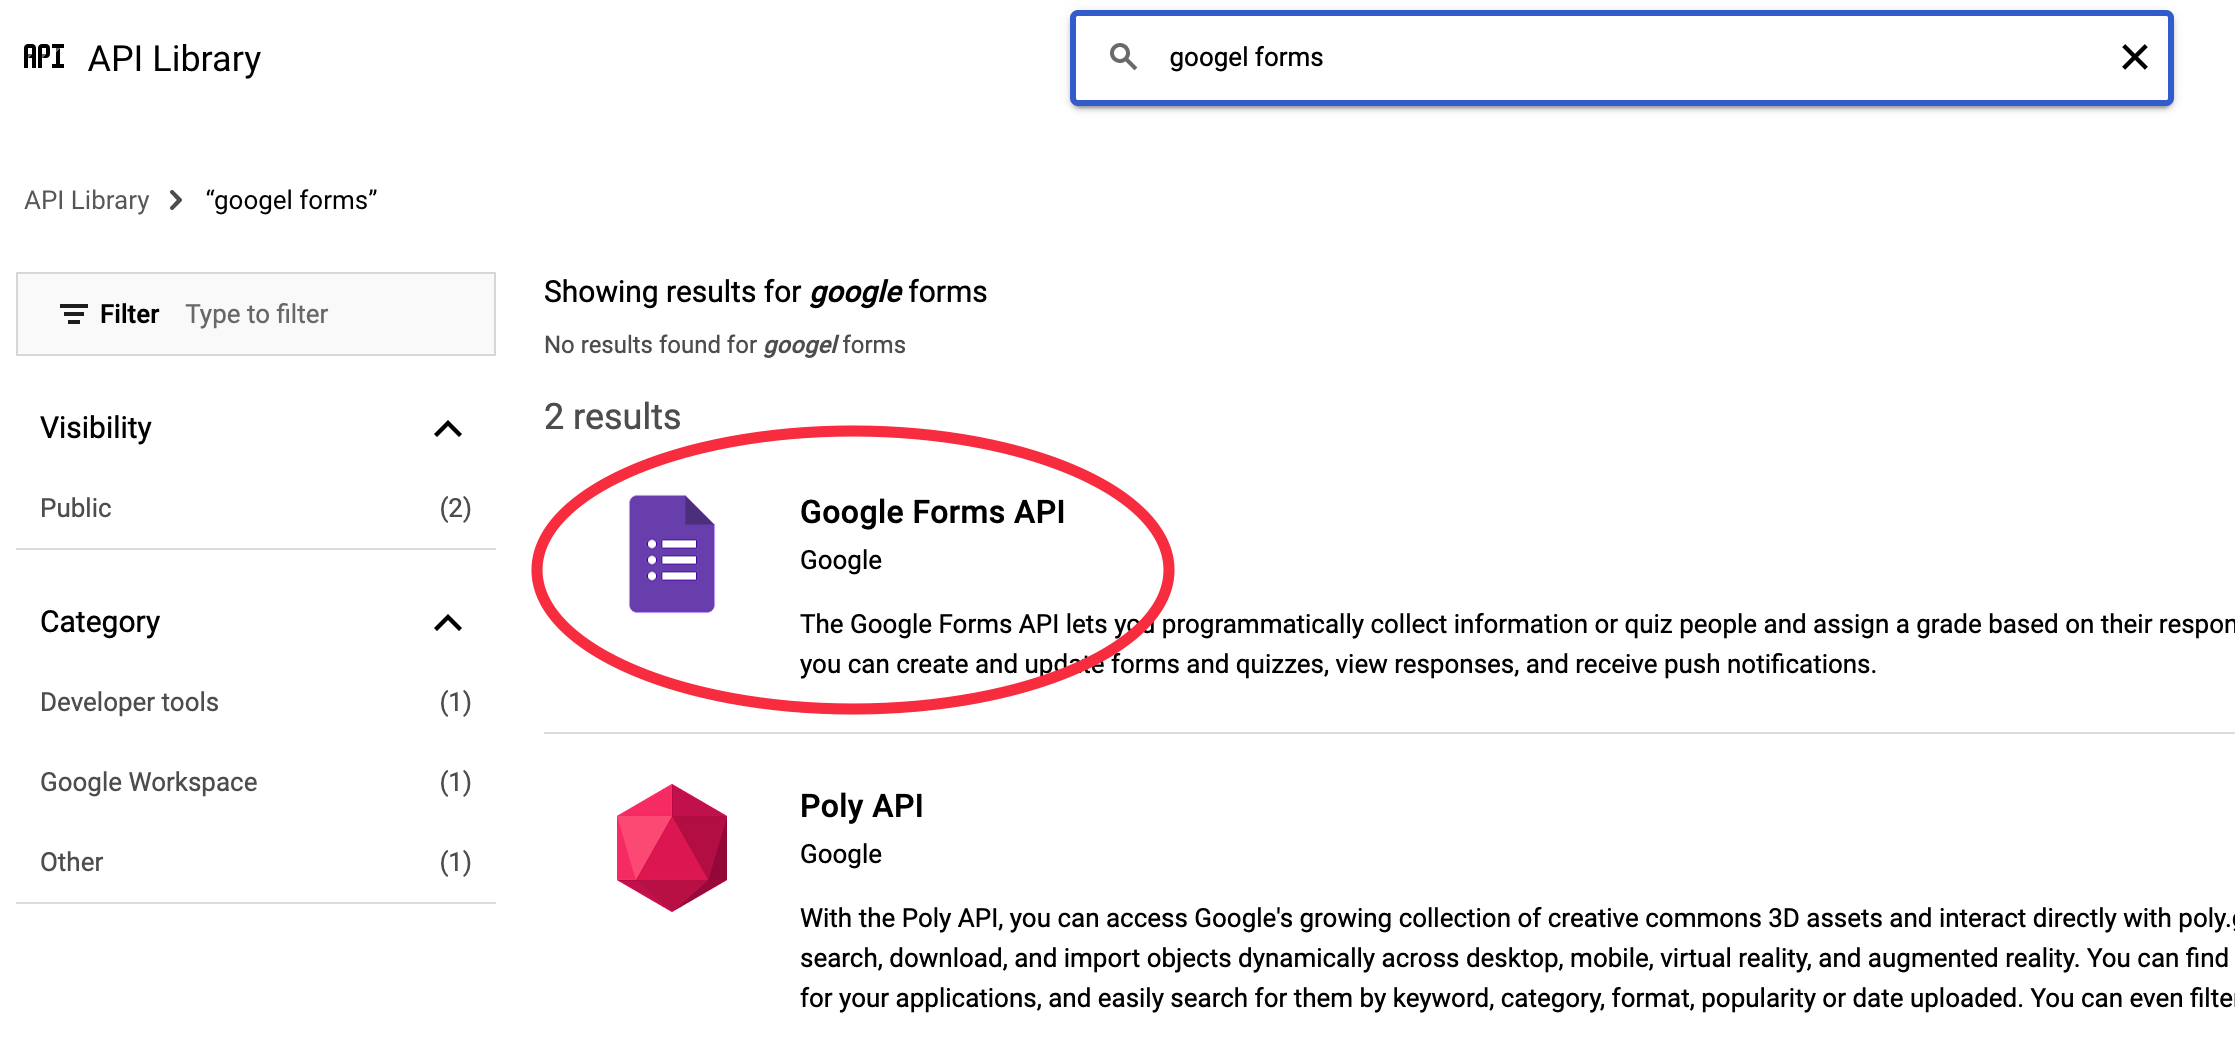 API API Library
googel forms
API Library > “googel forms”
Filter Type to filter
Showing results for google forms
No results found for googel forms
2 results
Visibility
Public (2)
Category
Developer tools (1)
Google Workspace (1)
Other (1)
Google Forms API
Google
The Google Forms API lets you programmatically collect information or quiz people and assign a grade based on their respon
you can create and update forms and quizzes, view responses, and receive push notifications.
Poly API
Google
With the Poly API, you can access Google's growing collection of creative commons 3D assets and interact directly with poly.g
search, download, and import objects dynamically across desktop, mobile, virtual reality, and augmented reality. You can find
for your applications, and easily search for them by keyword, category, format, popularity or date uploaded. You can even filter